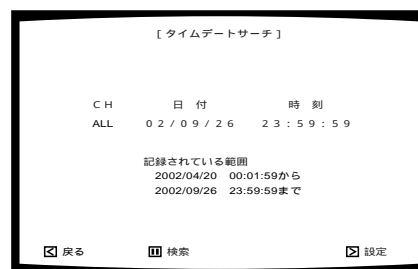 [タイムデートサーチ]
CH 日付 時刻
ALL 02/09/26 23:59:59
記録されている範囲
2002/04/20 00:01:59から
2002/09/26 23:59:59まで
戻る 検索 設定